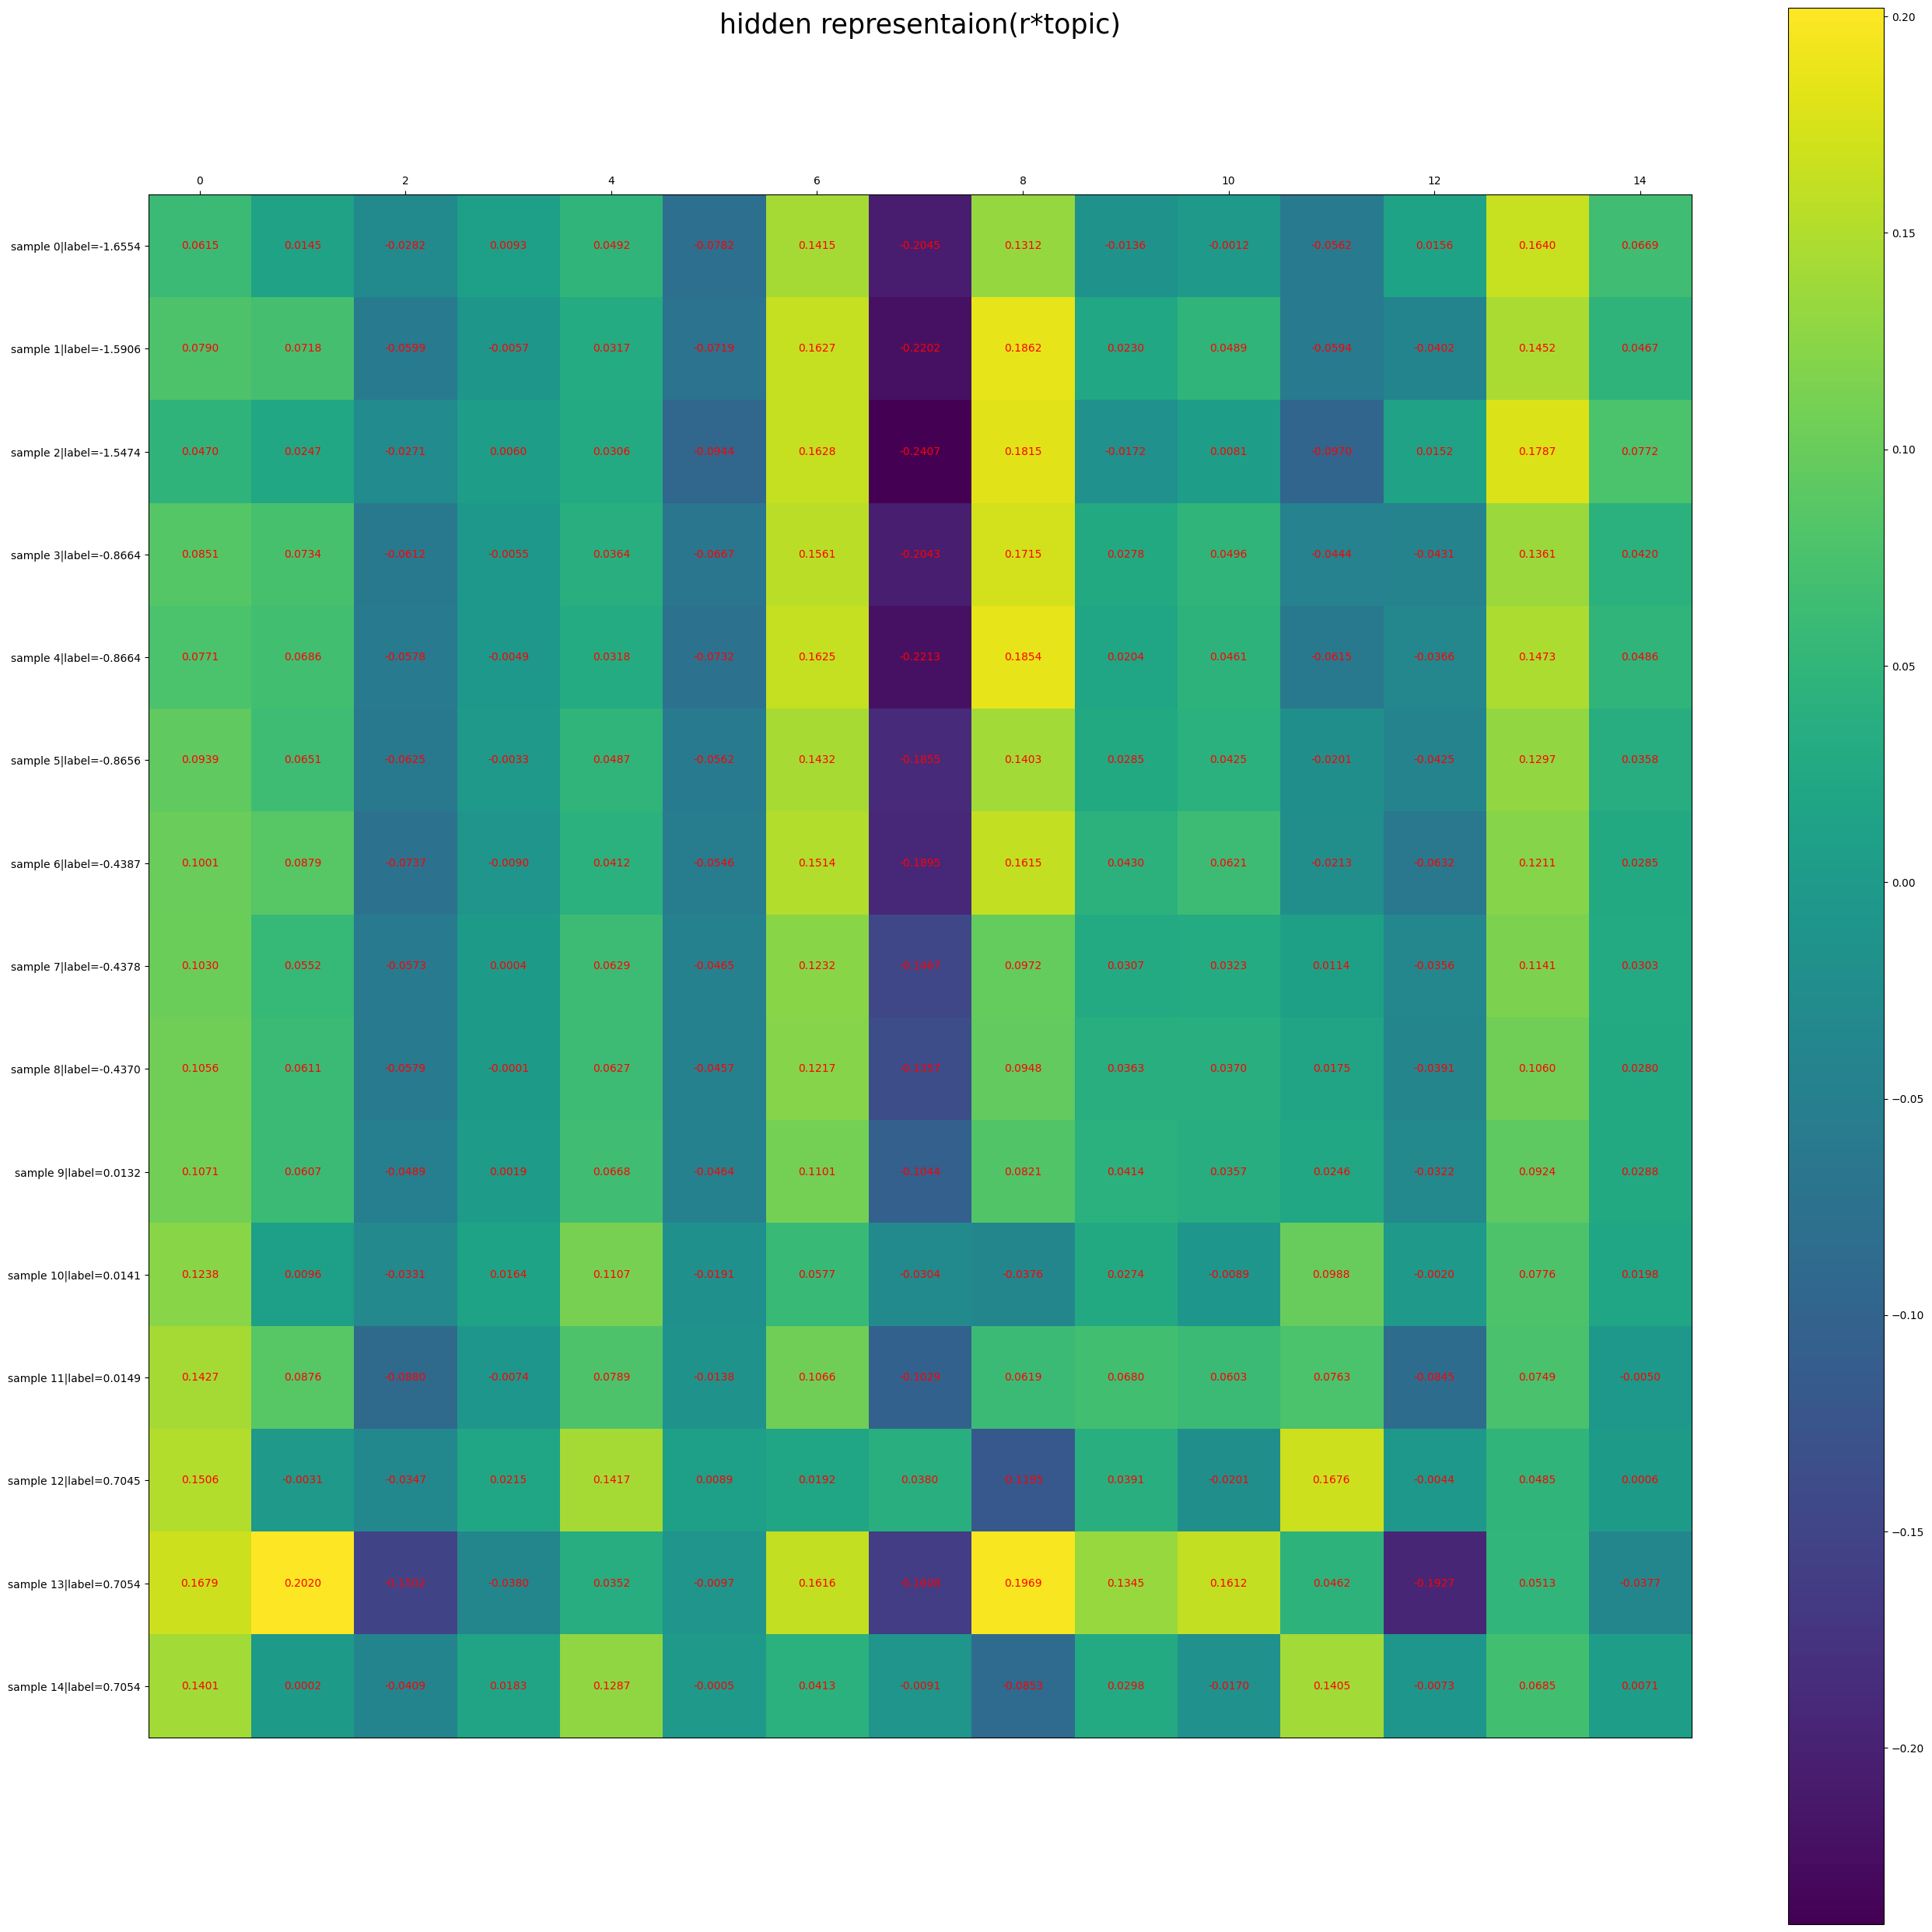 hidden representaion(r*topic)
0.20
0 2 4 6 8 10 12 14
sample 0|label=-1.6554 0.0615 0.0145 -0.0282 0.0093 0.0492 -0.0782 0.1415 -0.2045 0.1312 -0.0136 -0.0012 -0.0562 0.0156 0.1640 0.0669
0.15
sample 1|label=-1.5906 0.0790 0.0718 -0.0599 -0.0057 0.0317 -0.0719 0.1627 -0.2202 0.1862 0.0230 0.0489 -0.0594 -0.0402 0.1452 0.0467
sample 2|label=-1.5474 0.0470 0.0247 -0.0271 0.0060 0.0306 -0.0944 0.1628 -0.2407 0.1815 -0.0172 0.0081 -0.0970 0.0152 0.1787 0.0772
0.10
sample 3|label=-0.8664 0.0851 0.0734 -0.0612 -0.0055 0.0364 -0.0667 0.1561 -0.2043 0.1715 0.0278 0.0496 -0.0444 -0.0431 0.1361 0.0420
sample 4|label=-0.8664 0.0771 0.0686 -0.0578 -0.0049 0.0318 -0.0732 0.1625 -0.2213 0.1854 0.0204 0.0461 -0.0615 -0.0366 0.1473 0.0486
0.05
sample 5|label=-0.8656 0.0939 0.0651 -0.0625 -0.0033 0.0487 -0.0562 0.1432 -0.1855 0.1403 0.0285 0.0425 -0.0201 -0.0425 0.1297 0.0358
sample 6|label=-0.4387 0.1001 0.0879 -0.0737 -0.0090 0.0412 -0.0546 0.1514 -0.1895 0.1615 0.0430 0.0621 -0.0213 -0.0632 0.1211 0.0285
0.00
sample 7|label=-0.4378 0.1030 0.0552 -0.0573 0.0004 0.0629 -0.0465 0.1232 0.0972 0.0307 0.0323 0.0114 -0.0356 0.1141 0.0303
sample 8|label=-0.4370 0.1056 0.0611 -0.0579 -0.0001 0.0627 -0.0457 0.1217 0.0948 0.0363 0.0370 0.0175 -0.0391 0.1060 0.0280
−0.05
sample 9|label=0.0132 0.1071 0.0607 -0.0489 0.0019 0.0668 -0.0464 0.1101 -0.1044 0.0821 0.0414 0.0357 0.0246 -0.0322 0.0924 0.0288
sample 10|label=0.0141 0.1238 0.0096 -0.0331 0.0164 0.1107 -0.0191 0.0577 -0.0304 -0.0376 0.0274 -0.0089 0.0988 -0.0020 0.0776 0.0198
−0.10
sample 11|label=0.0149 0.1427 0.0876 -0.0074 0.0789 -0.0138 0.1066 -0.1029 0.0619 0.0680 0.0603 0.0763 -0.0845 0.0749 -0.0050
sample 12|label=0.7045 0.1506 -0.0031 -0.0347 0.0215 0.1417 0.0089 0.0192 0.0380 0.0391 -0.0201 0.1676 -0.0044 0.0485 0.0006
−0.15
sample 13|label=0.7054 0.1679 0.2020 -0.0380 0.0352 -0.0097 0.1616 0.1969 0.1345 0.1612 0.0462 -0.1927 0.0513 -0.0377
sample 14|label=0.7054 0.1401 0.0002 -0.0409 0.0183 0.1287 -0.0005 0.0413 -0.0091 -0.0853 0.0298 -0.0170 0.1405 -0.0073 0.0685 0.0071
−0.20